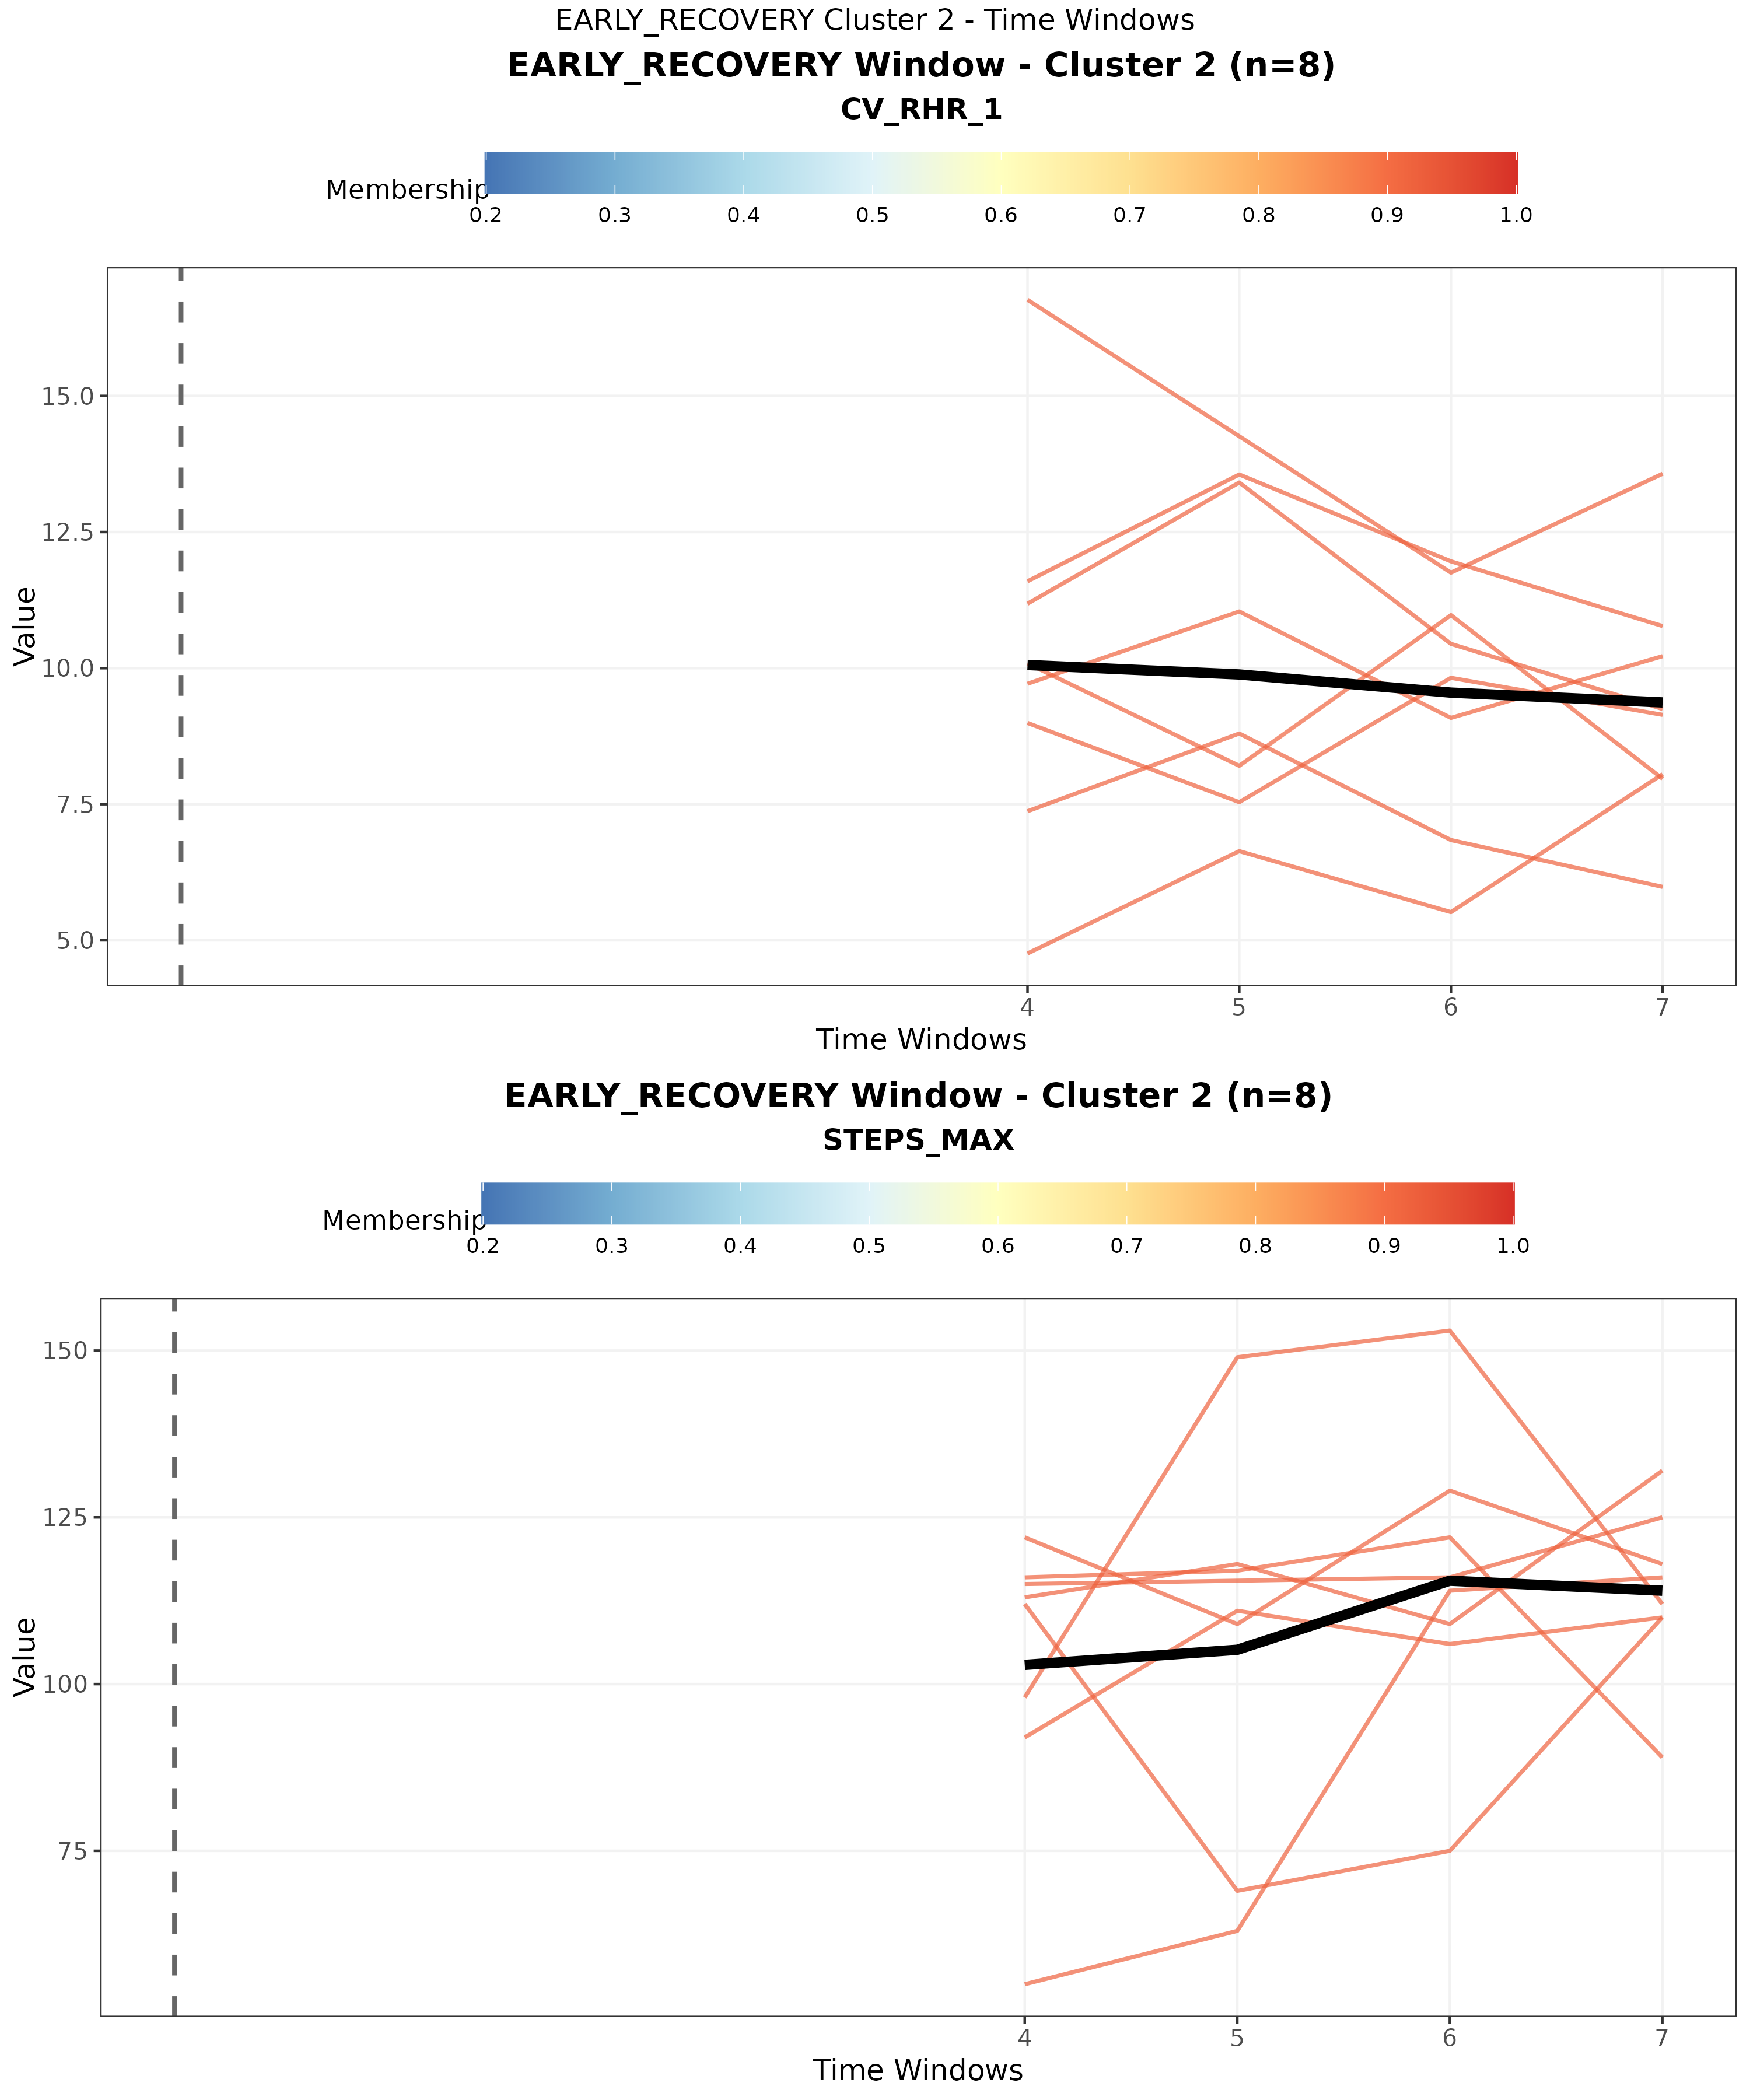 EARLY_RECOVERY Cluster 2 - Time Windows
EARLY_RECOVERY Window - Cluster 2 (n=8)
CV_RHR_1
Membership
0.2 0.3 0.4 0.5 0.6 0.7 0.8 0.9 1.0
Value
15.0
12.5
10.0
7.5
5.0
4 5 6 7
Time Windows
EARLY_RECOVERY Window - Cluster 2 (n=8)
STEPS_MAX
Membership
0.2 0.3 0.4 0.5 0.6 0.7 0.8 0.9 1.0
Value
150
125
100
75
4 5 6 7
Time Windows